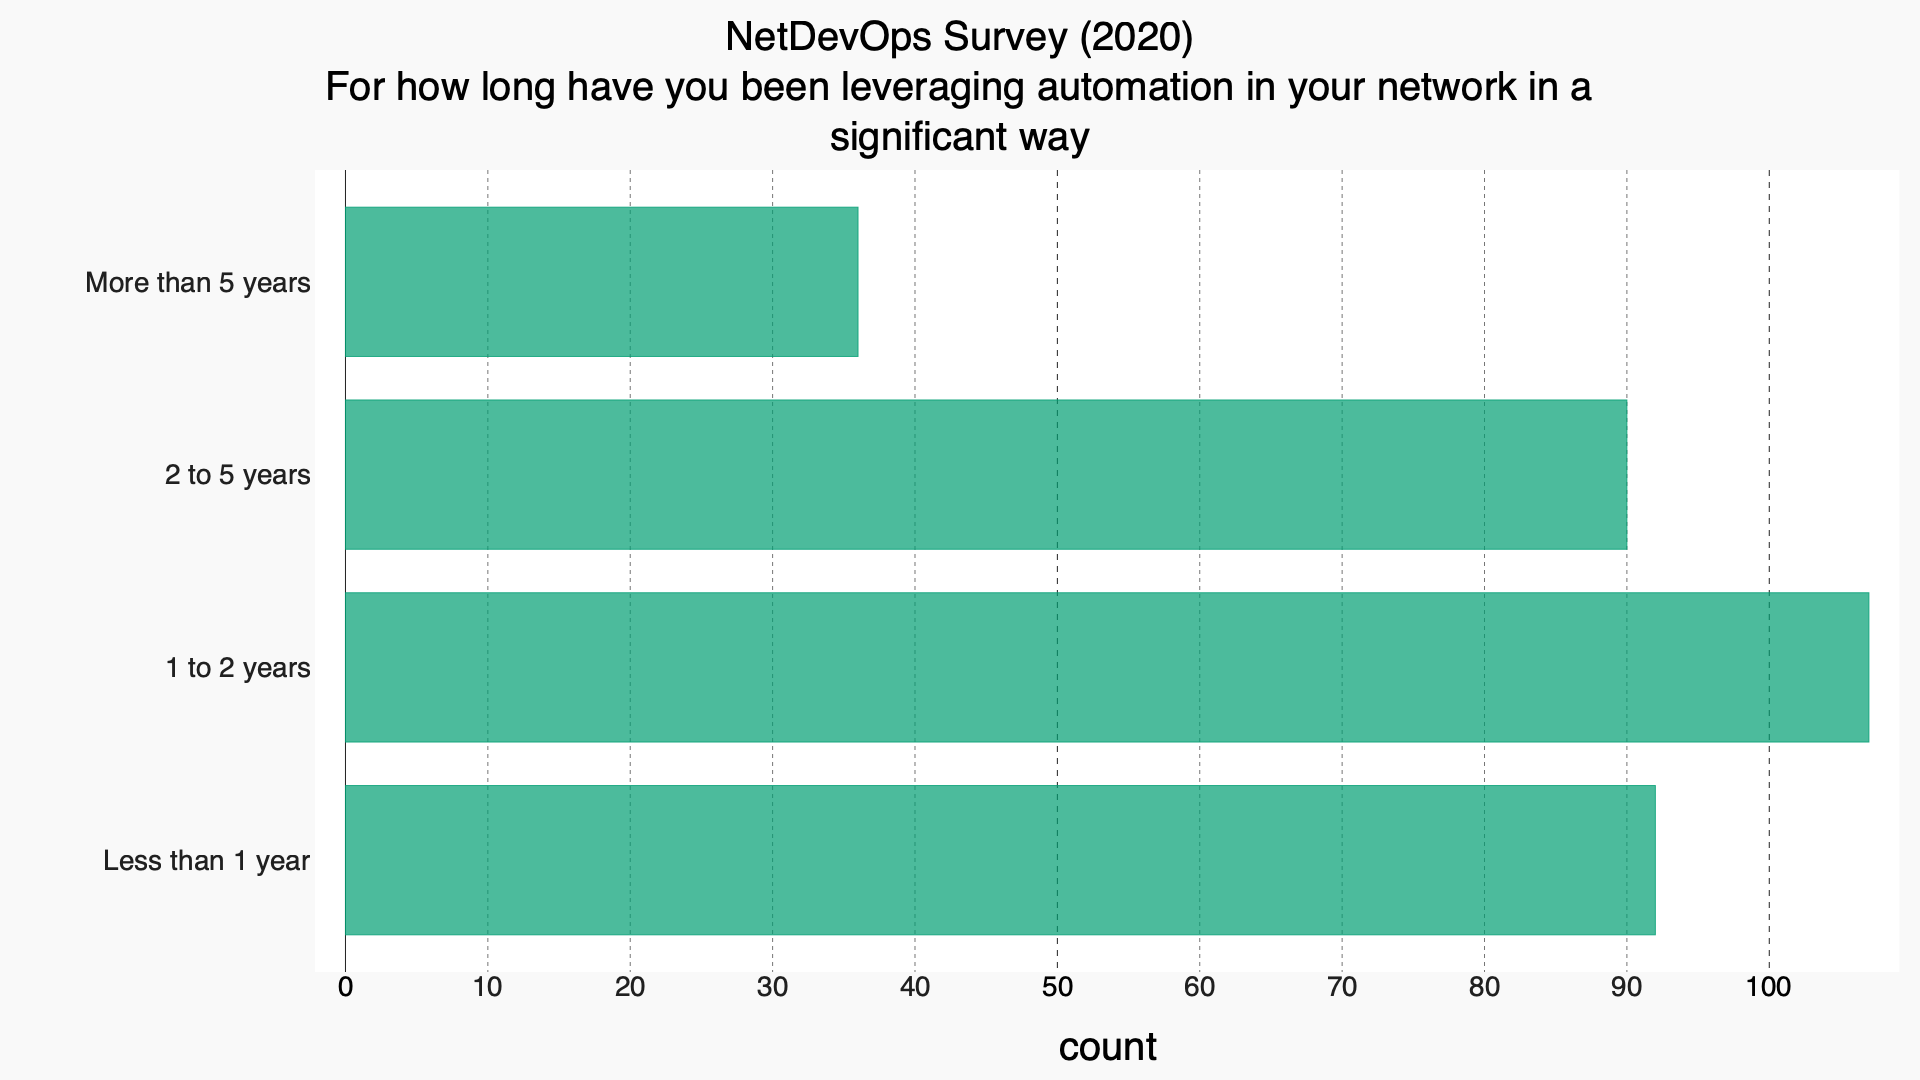 NetDevOps Survey (2020)
For how long have you been leveraging automation in your network in a
significant way
More than 5 years
2 to 5 years
1 to 2 years
Less than 1 year
0 10 20 30 40 50 60 70 80 90 100
count